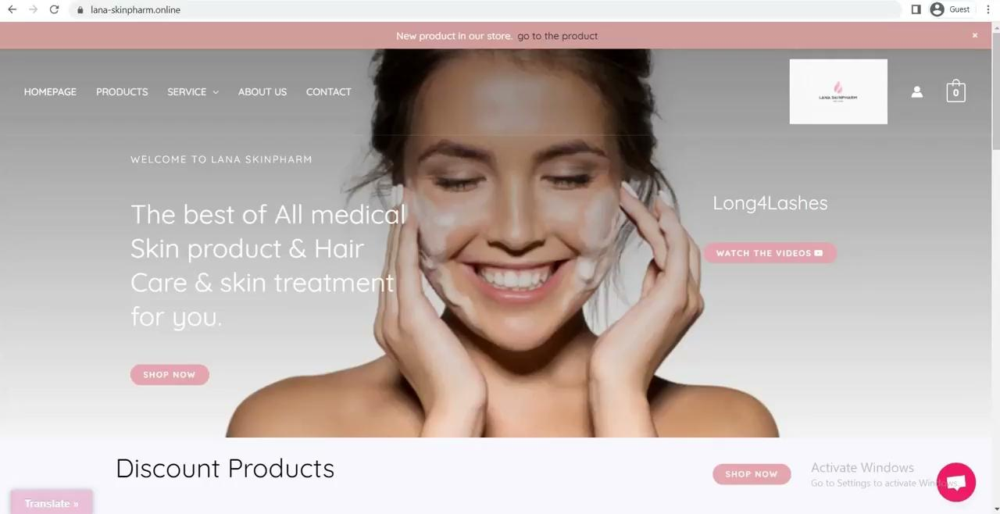 lana-skinpharm.online
Guest
New product in our store. go to the product
×
HOMEPAGE PRODUCTS SERVICE ABOUT US CONTACT
LANA SKINPHARM
0
WELCOME TO LANA SKINPHARM
The best of All medical
Skin product & Hair
Care & skin treatment
for you.
SHOP NOW
Long4Lashes
WATCH THE VIDEOS
Discount Products
SHOP NOW
Activate Windows
Go to Settings to activate Windows.
Translate »